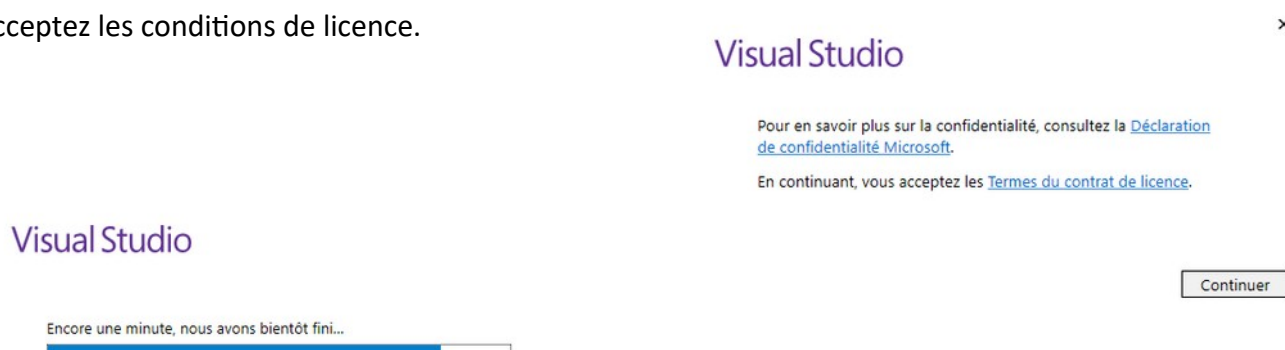 cceptez les conditions de licence.
Visual Studio
Pour en savoir plus sur la confidentialité, consultez la Déclaration
de confidentialité Microsoft.
En continuant, vous acceptez les Termes du contrat de licence.
Continuer
Visual Studio
Encore une minute, nous avons bientôt fini...